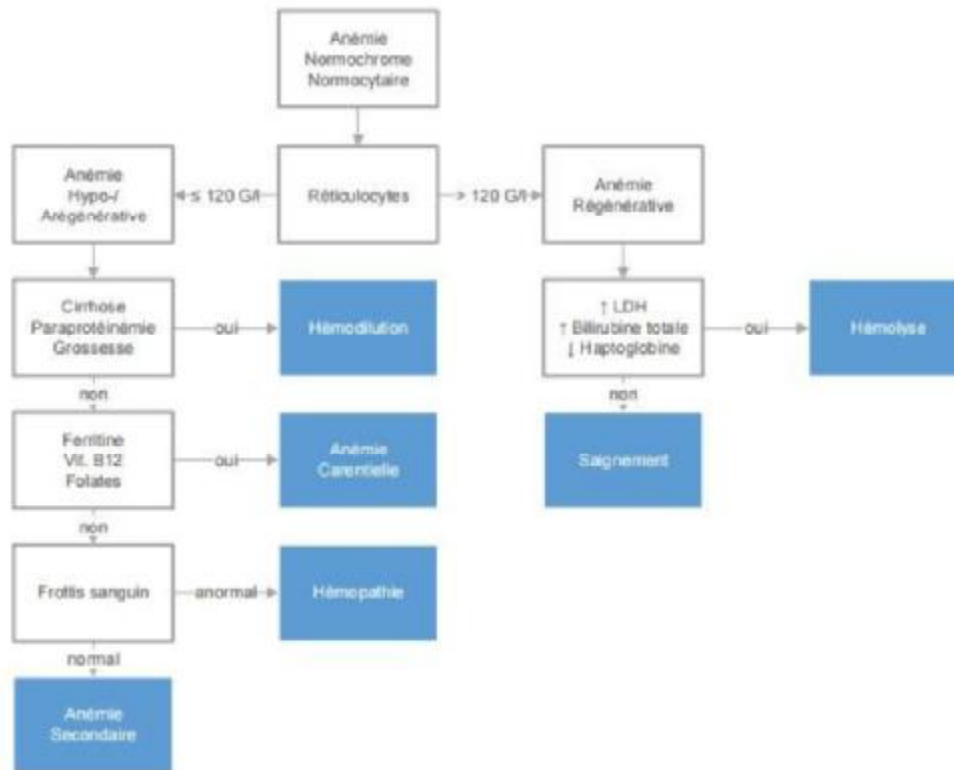 Anémie
Normochrome
Normocytaire
Anémie
Hypo-/
Arégénérative
≤ 120 G/l
Réticulocytes
> 120 G/l
Anémie
Régénérative
Cirrhose
Paraprotéinémie
Grossesse
oui
Hémodilution
↑ LDH
↑ Billirubine totale
↓ Haptoglobine
oui
Hémolyse
non
non
Ferritine
Vit. B12
Folates
oui
Anémie
Carentielle
Saignement
non
Frottis sanguin
anormal
Hémopathie
normal
Anémie
Secondaire